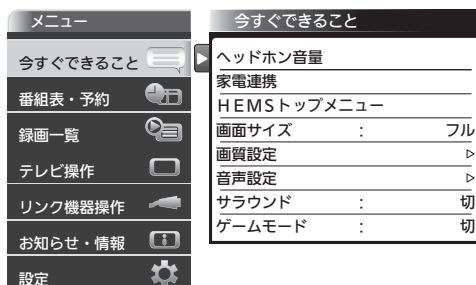 メニュー
今すぐできること
番組表・予約
録画一覧
テレビ操作
リンク機器操作
お知らせ・情報
設定
今すぐできること
ヘッドホン音量
家電連携
ＨＥＭＳトップメニュー
画面サイズ : フル
画質設定
音声設定
サラウンド : 切
ゲームモード : 切